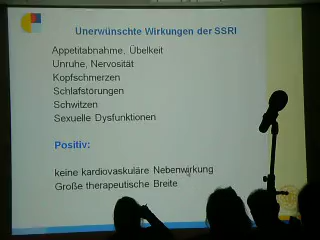 Unerwünschte Wirkungen der SSRI
Appetitabnahme, Übelkeit
Unruhe, Nervosität
Kopfschmerzen
Schlafstörungen
Schwitzen
Sexuelle Dysfunktionen
Positiv:
keine kardiovaskuläre Nebenwirkung
Große therapeutische Breite